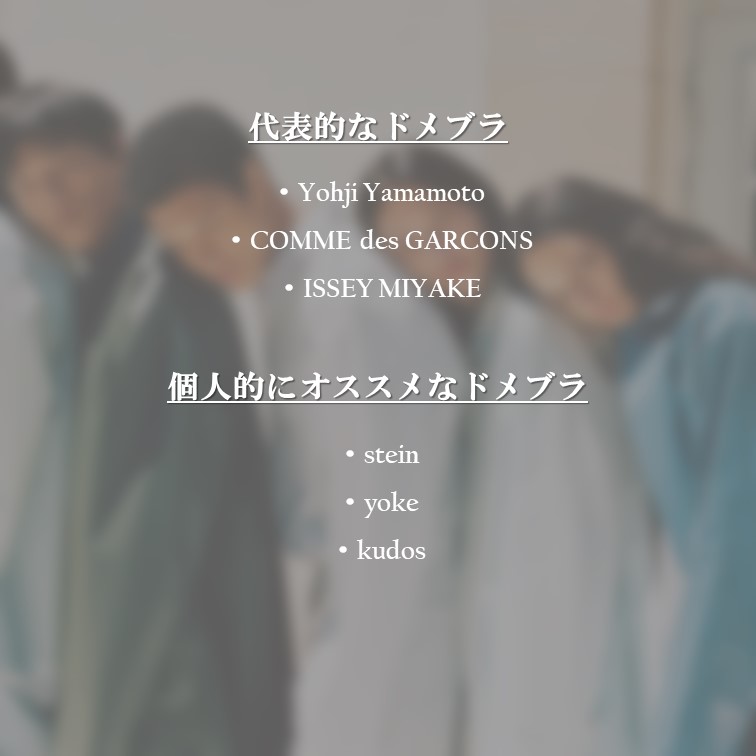 代表的なドメブラ
・Yohji Yamamoto
・COMME des GARCONS
・ISSEY MIYAKE
個人的にオススメなドメブラ
・stein
・yoke
・kudos